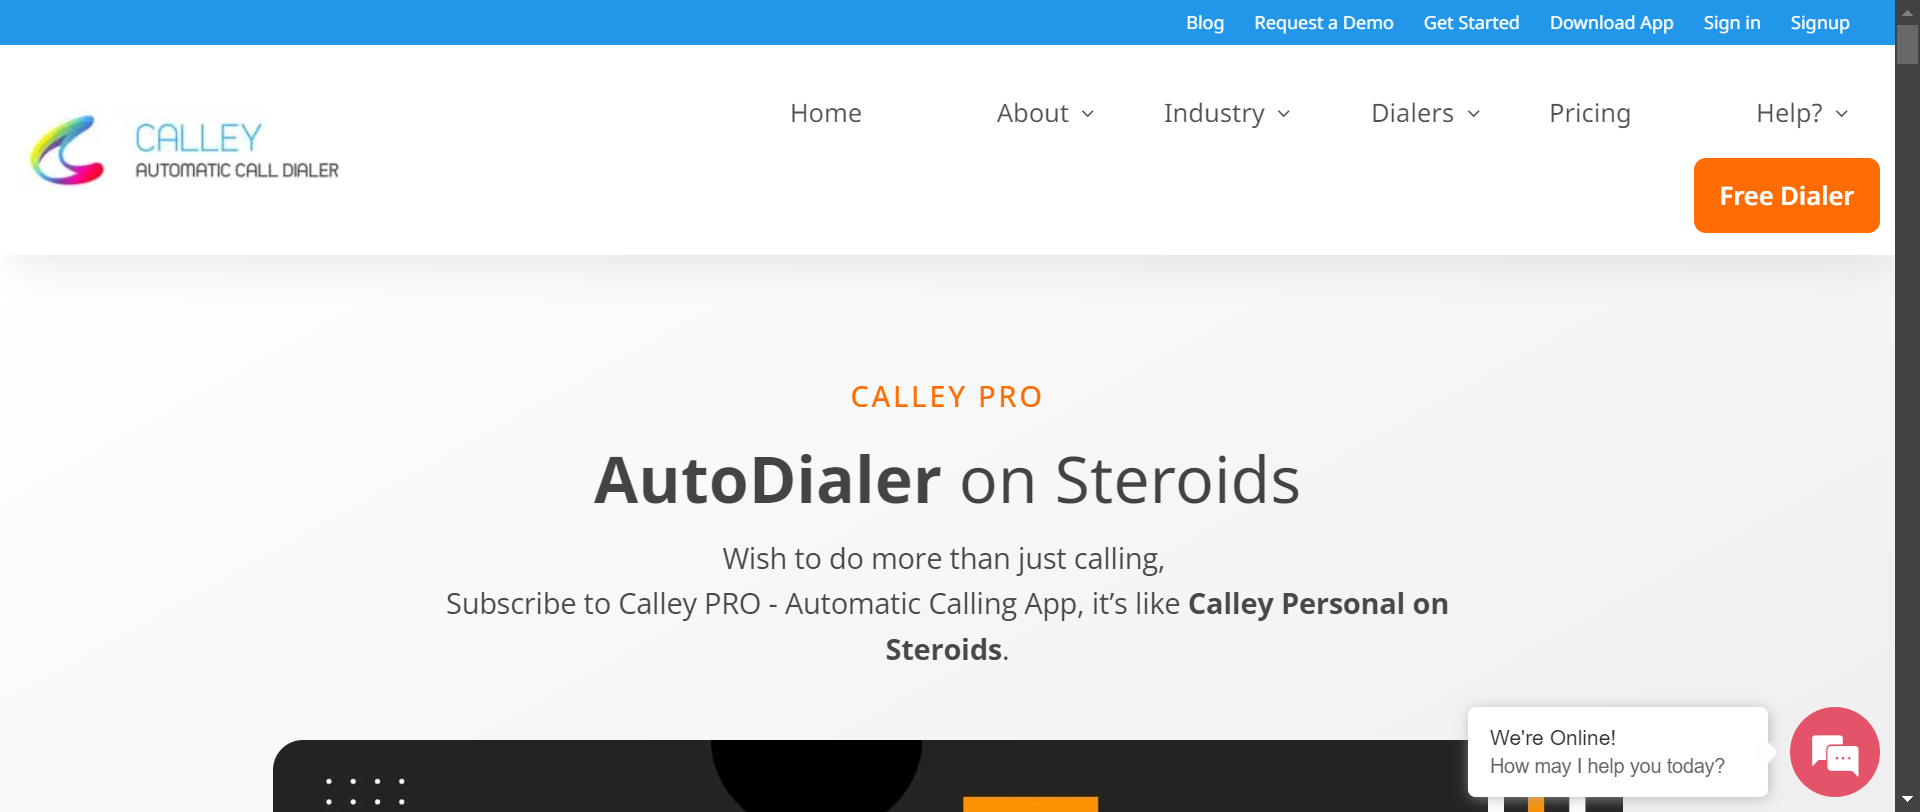 Blog Request a Demo Get Started Download App Sign in Signup
CALLEY
AUTOMATIC CALL DIALER
Home About Industry Dialers Pricing Help?
Free Dialer
CALLEY PRO
AutoDialer on Steroids
Wish to do more than just calling,
Subscribe to Calley PRO - Automatic Calling App, it’s like Calley Personal on
Steroids.
We're Online!
How may I help you today?